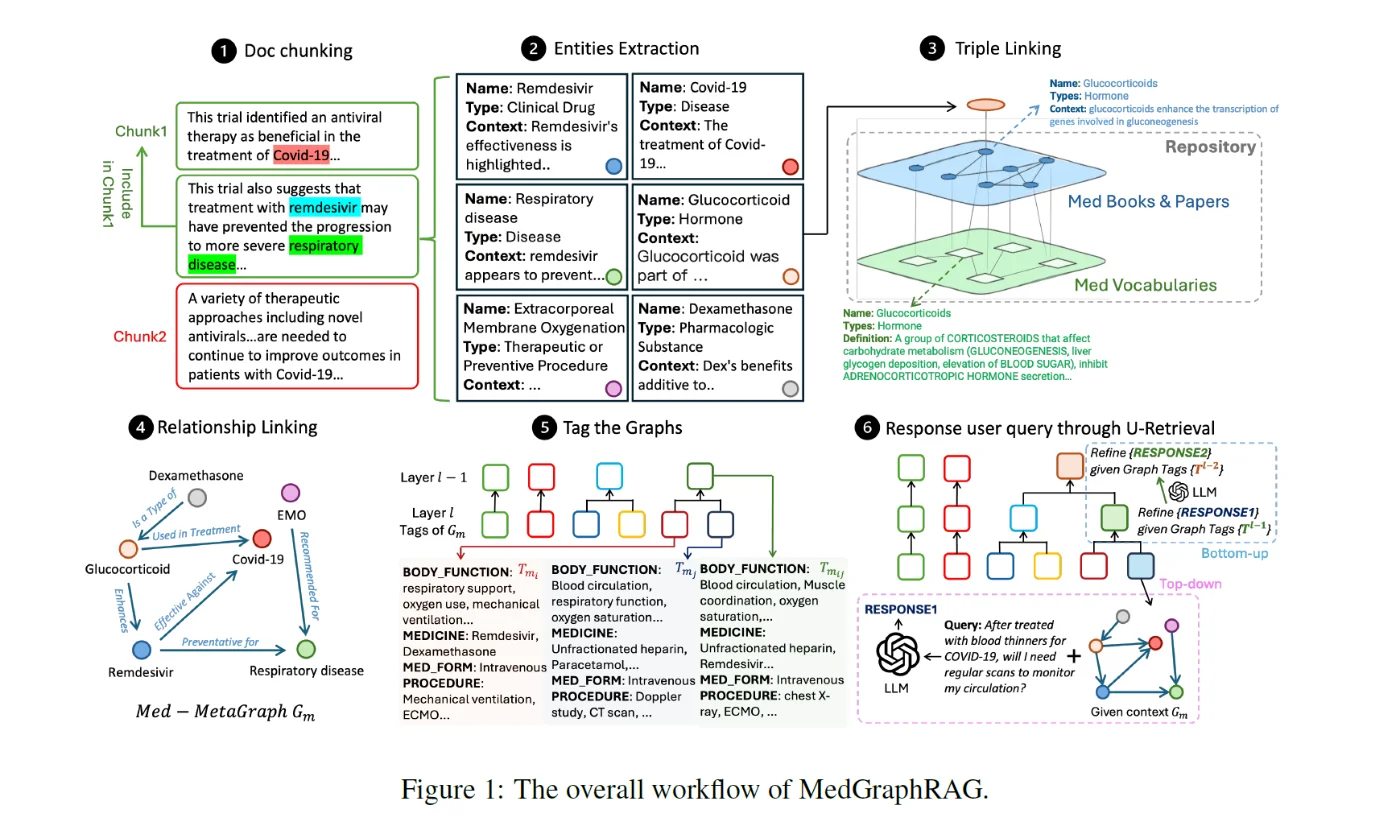 1 Doc chunking
Chunk1
Include
in Chunk1
This trial identified an antiviral
therapy as beneficial in the
treatment of Covid-19...
This trial also suggests that
treatment with remdesivir may
have prevented the progression
to more severe respiratory
disease...
Chunk2
A variety of therapeutic
approaches including novel
antivirals...are needed to
continue to improve outcomes in
patients with Covid-19...
2 Entities Extraction
Name: Remdesivir
Type: Clinical Drug
Context: Remdesivir's
effectiveness is
highlighted..
Name: Covid-19
Type: Disease
Context: The
treatment of Covid-
19...
Name: Respiratory
disease
Type: Disease
Context: remdesivir
appears to prevent...
Name: Glucocorticoid
Type: Hormone
Context:
Glucocorticoid was
part of ...
Name: Extracorporeal
Membrane Oxygenation
Type: Therapeutic or
Preventive Procedure
Context: ...
Name: Dexamethasone
Type: Pharmacologic
Substance
Context: Dex's benefits
additive to..
3 Triple Linking
Name: Glucocorticoids
Types: Hormone
Context: glucocorticoids enhance the transcription of
genes involved in gluconeogenesis
Repository
Med Books & Papers
Med Vocabularies
Name: Glucocorticoids
Types: Hormone
Definition: A group of CORTICOSTEROIDS that affect
carbohydrate metabolism (GLUCONEOGENESIS, liver
glycogen deposition, elevation of BLOOD SUGAR), inhibit
ADRENOCORTICOTROPIC HORMONE secretion...
4 Relationship Linking
Dexamethasone
Is a Type of
EMO
Used in Treatment
Covid-19
Glucocorticoid
Enhances
Effective Against
Recommended For
Preventative for
Remdesivir
Respiratory disease
Med − MetaGraph Gm
5 Tag the Graphs
Layer l − 1
Layer l
Tags of Gm
BODY_FUNCTION: Tmi
respiratory support,
oxygen use, mechanical
ventilation...
MEDICINE: Remdesivir,
Dexamethasone
MED_FORM: Intravenous
PROCEDURE:
Mechanical ventilation,
ECMO...
BODY_FUNCTION: Tmj
Blood circulation,
respiratory function,
oxygen saturation...
MEDICINE:
Unfractionated heparin,
Paracetamol,...
MED_FORM: Intravenous
PROCEDURE: Doppler
study, CT scan, ...
BODY_FUNCTION: Tmij
Blood circulation, Muscle
coordination, oxygen
saturation,...
MEDICINE:
Unfractionated heparin,
Remdesivir...
MED_FORM: Intravenous
PROCEDURE: chest X-
ray, ECMO, ...
6 Response user query through U-Retrieval
Refine {RESPONSE2}
given Graph Tags {T^l−2}
LLM
Refine {RESPONSE1}
given Graph Tags {T^l−1}
Bottom-up
Top-down
RESPONSE1
LLM
Query: After treated
with blood thinners for
COVID-19, will I need
regular scans to monitor
my circulation?
+
Given context Gm
Figure 1: The overall workflow of MedGraphRAG.